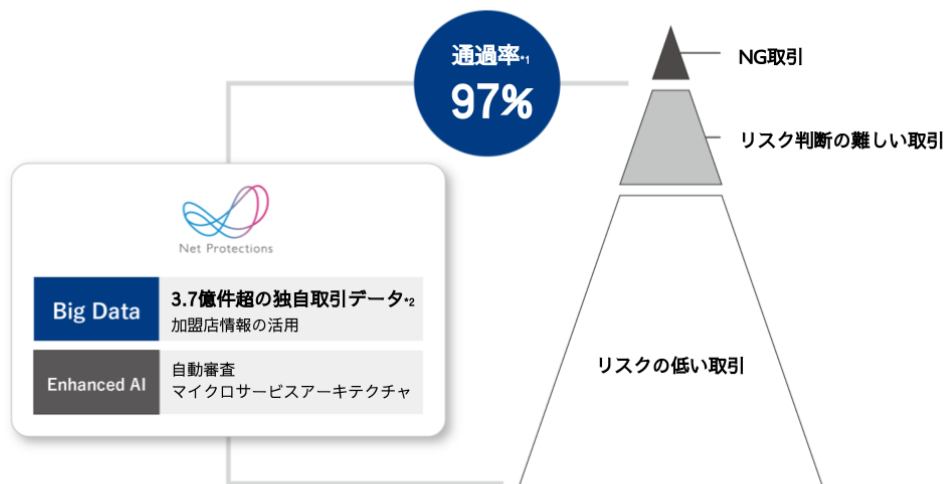 通過率*1
97%
NG取引
リスク判断の難しい取引
Net Protections
Big Data
3.7億件超の独自取引データ*2
加盟店情報の活用
Enhanced AI
自動審査
マイクロサービスアーキテクチャ
リスクの低い取引